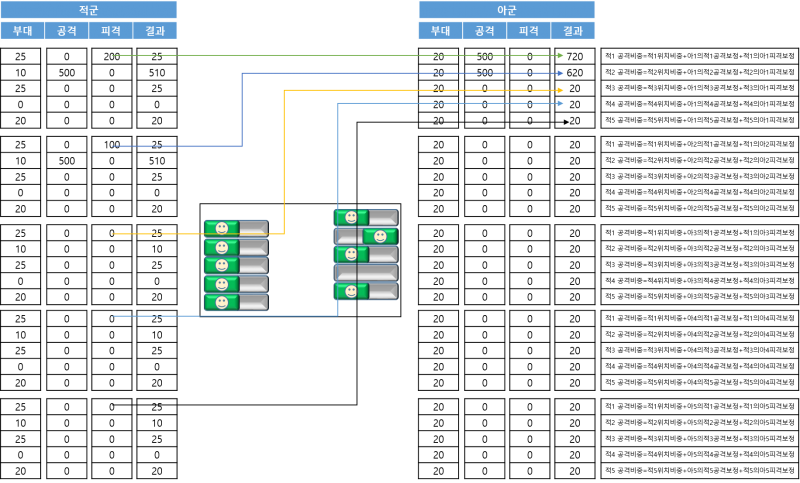 적군 아군
부대 공격 피격 결과 부대 공격 피격 결과
25 0 200 25 20 500 0 720 적1 공격비중=적1위치비중+아1의적1공격보정+적1의아1피격보정
10 500 0 510 20 500 0 620 적2 공격비중=적2위치비중+아1의적2공격보정+적2의아1피격보정
25 0 0 25 20 0 0 20 적3 공격비중=적3위치비중+아1의적3공격보정+적3의아1피격보정
0 0 0 0 20 0 0 20 적4 공격비중=적4위치비중+아1의적4공격보정+적4의아1피격보정
20 0 0 20 20 0 0 20 적5 공격비중=적5위치비중+아1의적5공격보정+적5의아1피격보정
25 0 100 25 20 0 0 20 적1 공격비중=적1위치비중+아2의적1공격보정+적1의아2피격보정
10 500 0 510 20 0 0 20 적2 공격비중=적2위치비중+아2의적2공격보정+적2의아2피격보정
25 0 0 25 20 0 0 20 적3 공격비중=적3위치비중+아2의적3공격보정+적3의아2피격보정
0 0 0 0 20 0 0 20 적4 공격비중=적4위치비중+아2의적4공격보정+적4의아2피격보정
20 0 0 20 20 0 0 20 적5 공격비중=적5위치비중+아2의적5공격보정+적5의아2피격보정
25 0 0 25 20 0 0 20 적1 공격비중=적1위치비중+아3의적1공격보정+적1의아3피격보정
10 0 0 10 20 0 0 20 적2 공격비중=적2위치비중+아3의적2공격보정+적2의아3피격보정
25 0 0 25 20 0 0 20 적3 공격비중=적3위치비중+아3의적3공격보정+적3의아3피격보정
0 0 0 0 20 0 0 20 적4 공격비중=적4위치비중+아3의적4공격보정+적4의아3피격보정
20 0 0 20 20 0 0 20 적5 공격비중=적5위치비중+아3의적5공격보정+적5의아3피격보정
25 0 0 25 20 0 0 20 적1 공격비중=적1위치비중+아4의적1공격보정+적1의아4피격보정
10 0 0 10 20 0 0 20 적2 공격비중=적2위치비중+아4의적2공격보정+적2의아4피격보정
25 0 0 25 20 0 0 20 적3 공격비중=적3위치비중+아4의적3공격보정+적3의아4피격보정
0 0 0 0 20 0 0 20 적4 공격비중=적4위치비중+아4의적4공격보정+적4의아4피격보정
20 0 0 20 20 0 0 20 적5 공격비중=적5위치비중+아4의적5공격보정+적5의아4피격보정
25 0 0 25 20 0 0 20 적1 공격비중=적1위치비중+아5의적1공격보정+적1의아5피격보정
10 0 0 10 20 0 0 20 적2 공격비중=적2위치비중+아5의적2공격보정+적2의아5피격보정
25 0 0 25 20 0 0 20 적3 공격비중=적3위치비중+아5의적3공격보정+적3의아5피격보정
0 0 0 0 20 0 0 20 적4 공격비중=적4위치비중+아5의적4공격보정+적4의아5피격보정
20 0 0 20 20 0 0 20 적5 공격비중=적5위치비중+아5의적5공격보정+적5의아5피격보정